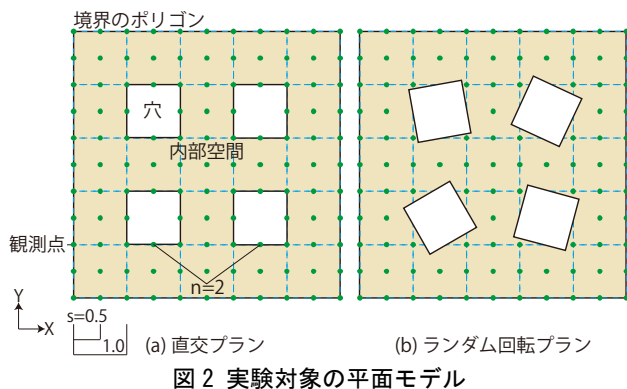 境界のポリゴン
穴
内部空間
観測点
n=2
Y
X
s=0.5
1.0
(a) 直交プラン
(b) ランダム回転プラン
図2 実験対象の平面モデル